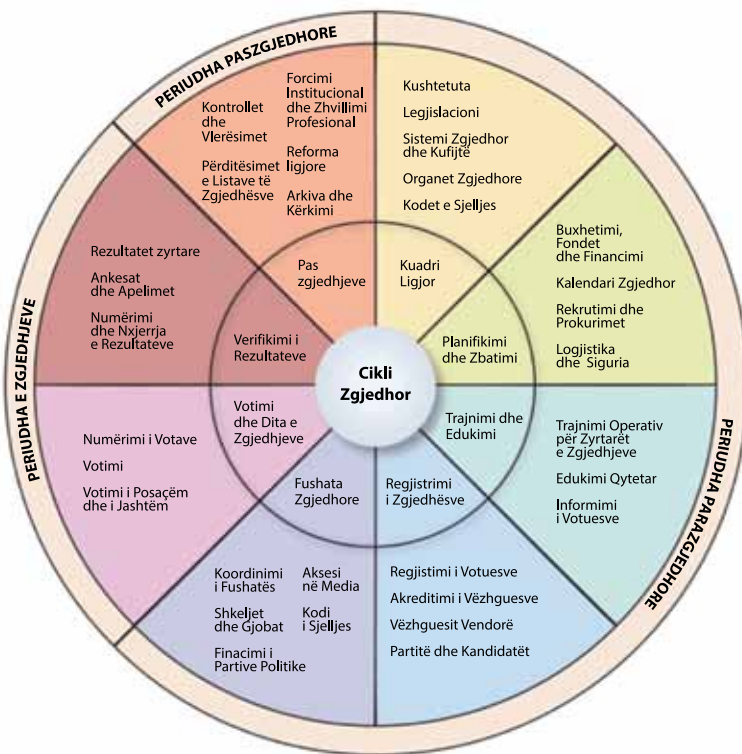 PERIUDHA PASZGJEDHORE
Kontrollet
dhe
Vlerësimet
Përditësimet
e Listave të
Zgjedhësve
Forcimi
Institucional
dhe Zhvillimi
Profesional
Reforma
ligjore
Arkiva dhe
Kërkimi
Pas
zgjedhjeve
Kushtetuta
Legjislacioni
Sistemi Zgjedhor
dhe Kufijtë
Organet Zgjedhore
Kodet e Sjelljes
Kuadri
Ligjor
Buxhetimi,
Fondet
dhe Financimi
Kalendari Zgjedhor
Rekrutimi dhe
Prokurimet
Logjistika
dhe Siguria
Planifikimi
dhe Zbatimi
PERIUDHA PARAZGJEDHORE
Trajnimi Operativ
për Zyrtarët
e Zgjedhjeve
Edukimi Qytetar
Informimi
i Votuesve
Trajnimi dhe
Edukimi
Regjistrimi
i Zgjedhësve
Regjistimi i Votuesve
Akreditimi i Vëzhguesve
Vëzhguesit Vendorë
Partitë dhe Kandidatët
Fushata
Zgjedhore
Koordinimi
i Fushatës
Shkeljet
dhe Gjobat
Finacimi i
Partive Politike
Aksesi
në Media
Kodi
i Sjelljes
PERIUDHA E ZGJEDHJEVE
Votimi
dhe Dita e
Zgjedhjeve
Numërimi i Votave
Votimi
Votimi i Posaçëm
dhe i Jashtëm
Verifikimi i
Rezultateve
Rezultatet zyrtare
Ankesat
dhe Apelimet
Numërimi
dhe Nxjerrja
e Rezultateve
Cikli
Zgjedhor